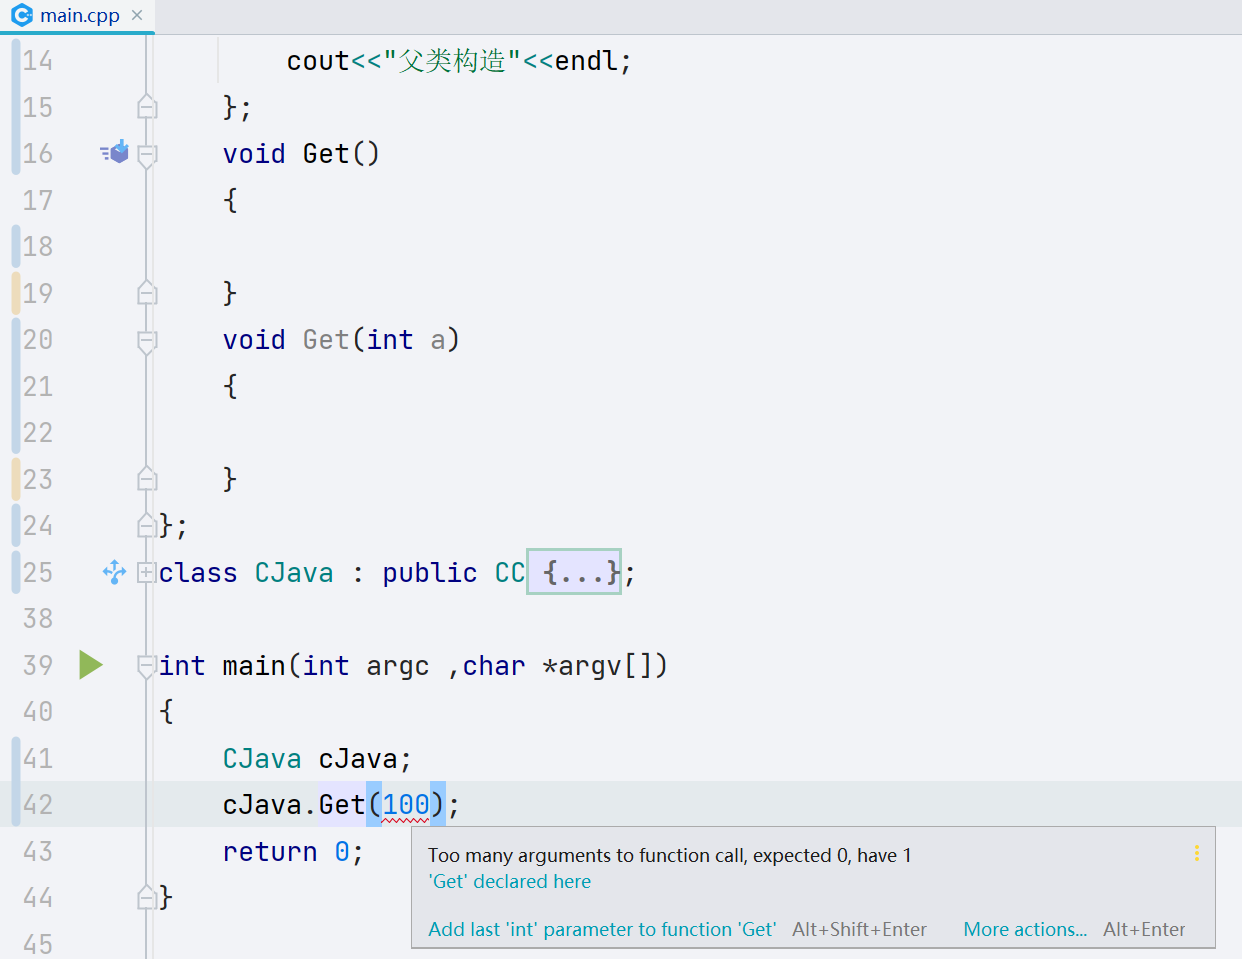 main.cpp
14 cout<<"父类构造"<<endl;
15 };
16 void Get()
17 {
18
19 }
20 void Get(int a)
21 {
22
23 }
24 };
25 class CJava : public CC {...};
38
39 int main(int argc ,char *argv[])
40 {
41 CJava cJava;
42 cJava.Get(100);
43 return 0;
44 }
45
Too many arguments to function call, expected 0, have 1
'Get' declared here
Add last 'int' parameter to function 'Get' Alt+Shift+Enter More actions... Alt+Enter